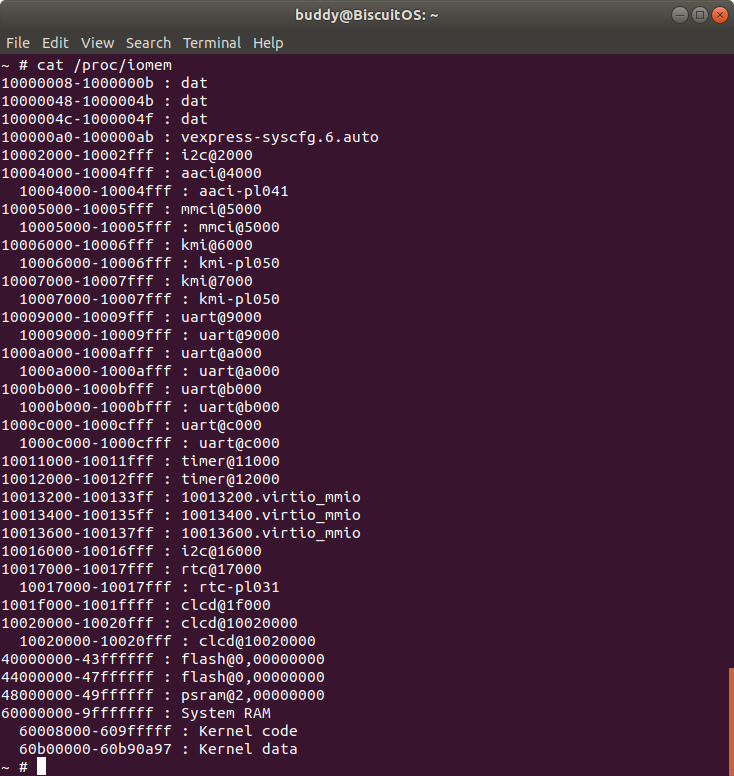 buddy@BiscuitOS: ~
File Edit View Search Terminal Help
~ # cat /proc/iomem
10000008-1000000b : dat
10000048-1000004b : dat
1000004c-1000004f : dat
100000a0-100000ab : vexpress-syscfg.6.auto
10002000-10002fff : i2c@2000
10004000-10004fff : aaci@4000
  10004000-10004fff : aaci-pl041
10005000-10005fff : mmci@5000
  10005000-10005fff : mmci@5000
10006000-10006fff : kmi@6000
  10006000-10006fff : kmi-pl050
10007000-10007fff : kmi@7000
  10007000-10007fff : kmi-pl050
10009000-10009fff : uart@9000
  10009000-10009fff : uart@9000
1000a000-1000afff : uart@a000
  1000a000-1000afff : uart@a000
1000b000-1000bfff : uart@b000
  1000b000-1000bfff : uart@b000
1000c000-1000cfff : uart@c000
  1000c000-1000cfff : uart@c000
10011000-10011fff : timer@11000
10012000-10012fff : timer@12000
10013200-100133ff : 10013200.virtio_mmio
10013400-100135ff : 10013400.virtio_mmio
10013600-100137ff : 10013600.virtio_mmio
10016000-10016fff : i2c@16000
10017000-10017fff : rtc@17000
  10017000-10017fff : rtc-pl031
1001f000-1001ffff : clcd@1f000
10020000-10020fff : clcd@10020000
  10020000-10020fff : clcd@10020000
40000000-43ffffff : flash@0,00000000
44000000-47ffffff : flash@0,00000000
48000000-49ffffff : psram@2,00000000
60000000-9fffffff : System RAM
  60008000-609fffff : Kernel code
  60b00000-60b90a97 : Kernel data
~ #